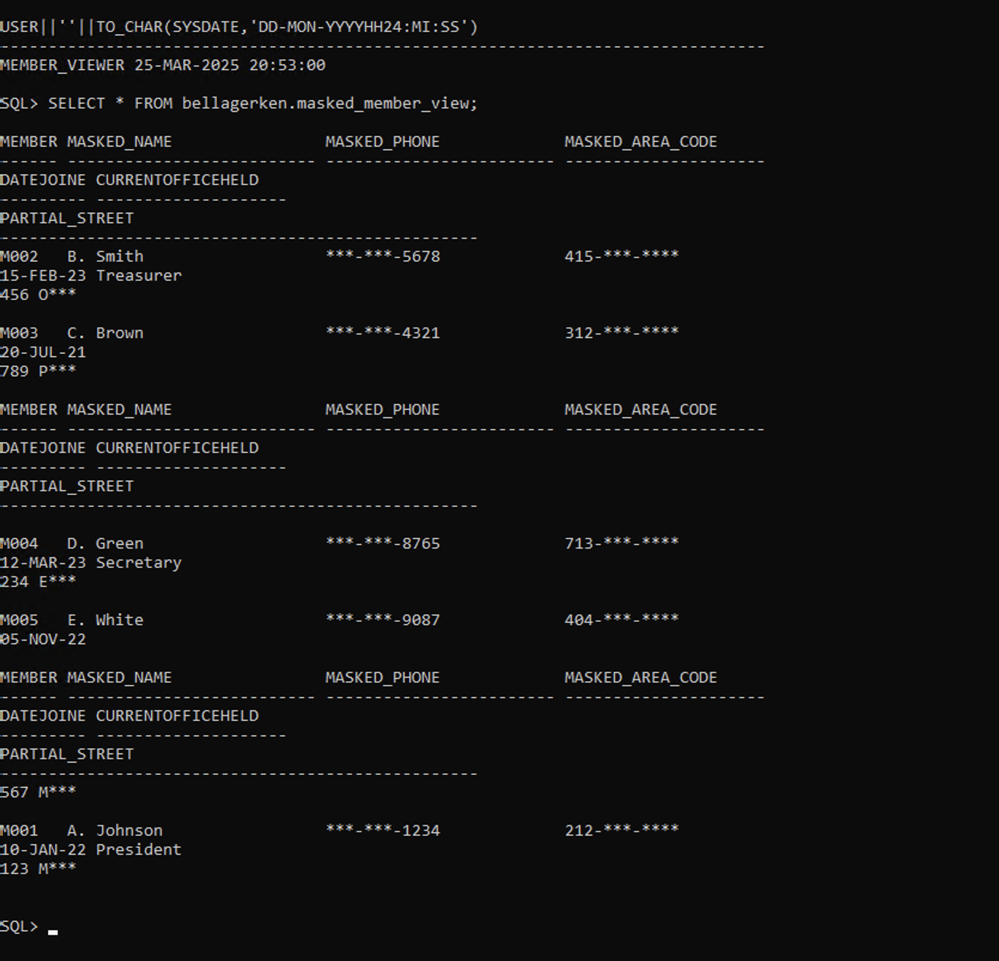 USER||''||TO_CHAR(SYSDATE,'DD-MON-YYYYHH24:MI:SS')
--------------------------------------------------------------------------------
MEMBER_VIEWER 25-MAR-2025 20:53:00
SQL> SELECT * FROM bellagerken.masked_member_view;
MEMBER MASKED_NAME                MASKED_PHONE             MASKED_AREA_CODE
------ -------------------------- ------------------------ ---------------------
DATEJOINE CURRENTOFFICEHELD
--------- --------------------
PARTIAL_STREET
--------------------------------------------------
M002   B. Smith                   ***-***-5678             415-***-****
15-FEB-23 Treasurer
456 O***
M003   C. Brown                   ***-***-4321             312-***-****
20-JUL-21
789 P***
MEMBER MASKED_NAME                MASKED_PHONE             MASKED_AREA_CODE
------ -------------------------- ------------------------ ---------------------
DATEJOINE CURRENTOFFICEHELD
--------- --------------------
PARTIAL_STREET
--------------------------------------------------
M004   D. Green                   ***-***-8765             713-***-****
12-MAR-23 Secretary
234 E***
M005   E. White                   ***-***-9087             404-***-****
05-NOV-22
MEMBER MASKED_NAME                MASKED_PHONE             MASKED_AREA_CODE
------ -------------------------- ------------------------ ---------------------
DATEJOINE CURRENTOFFICEHELD
--------- --------------------
PARTIAL_STREET
--------------------------------------------------
567 M***
M001   A. Johnson                 ***-***-1234             212-***-****
10-JAN-22 President
123 M***
SQL>